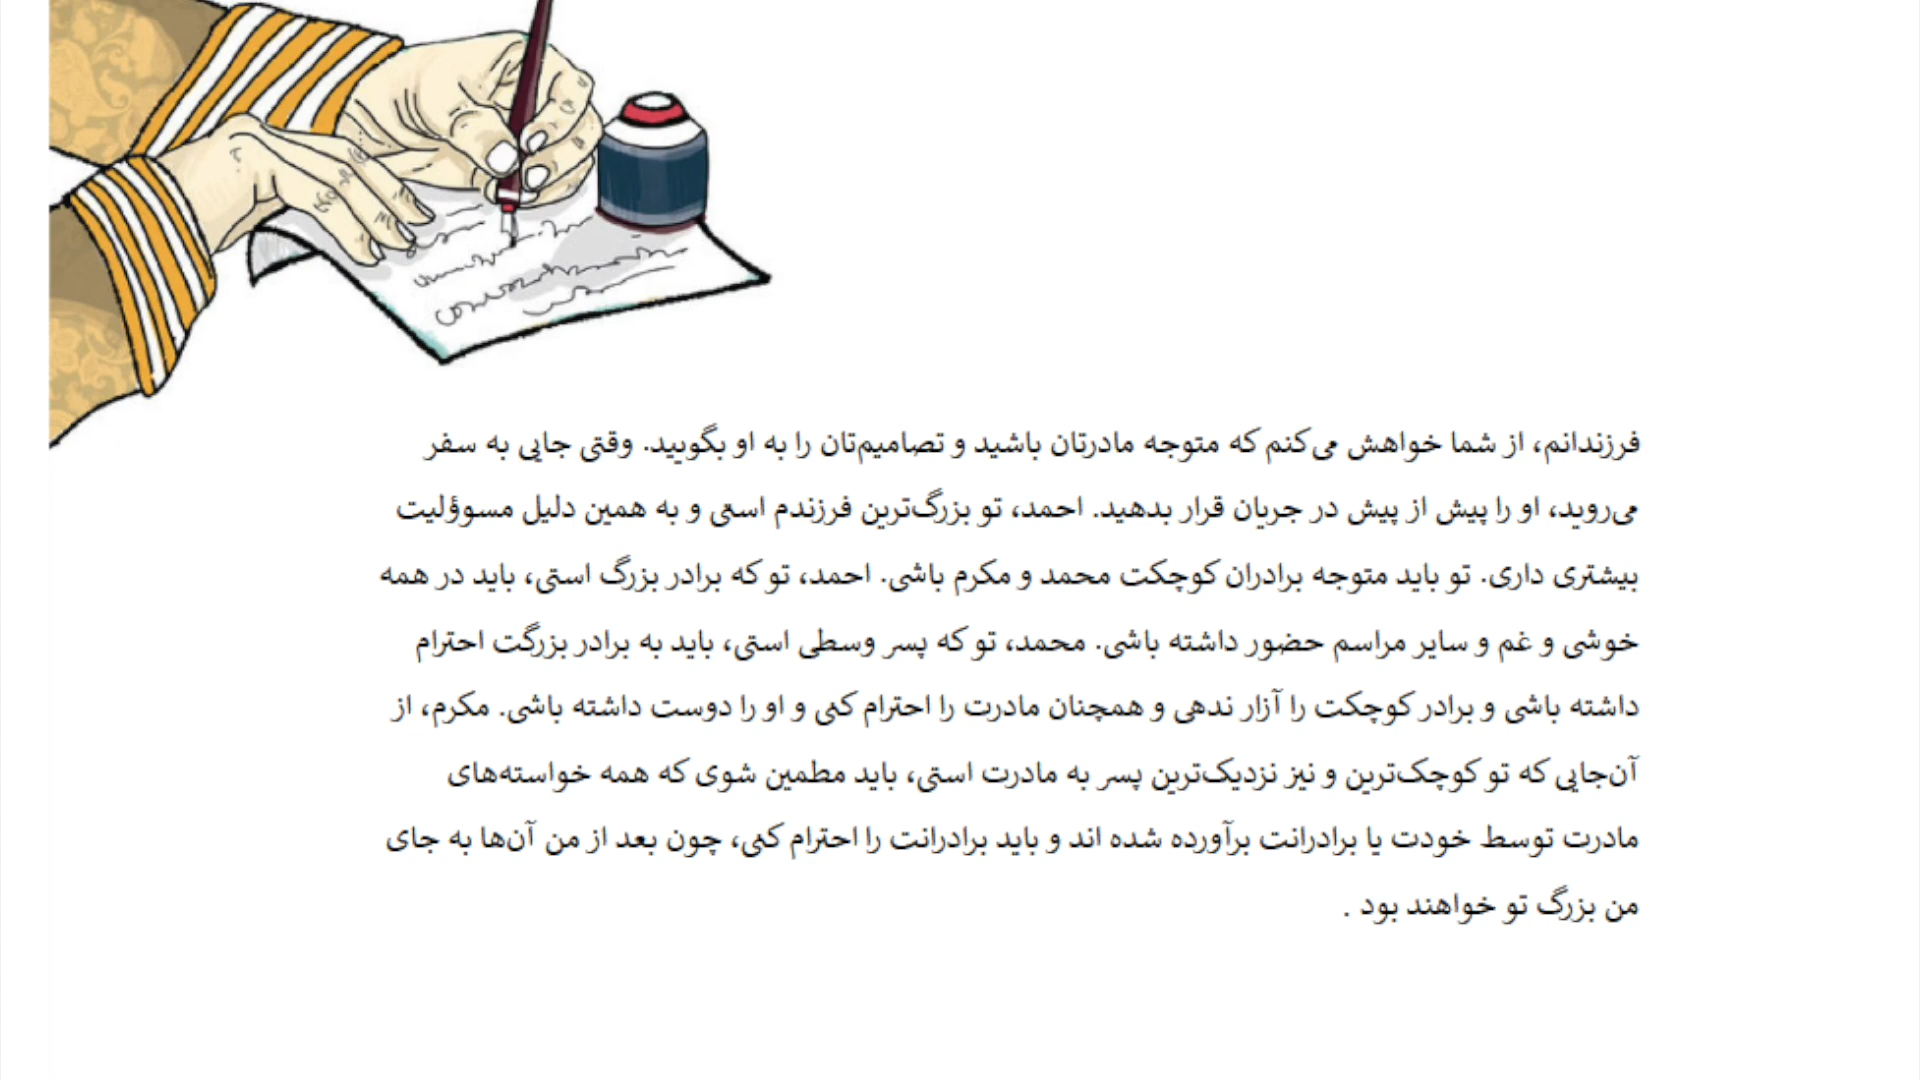 فرزندانم، از شما خواهش می‌کنم که متوجه مادرتان باشید و تصامیم‌تان را به او بگویید. وقتی جایی به سفر
می‌روید، او را پیش از پیش در جریان قرار بدهید. احمد، تو بزرگ‌ترین فرزندم استی و به همین دلیل مسوؤلیت
بیشتری داری. تو باید متوجه برادران کوچکت محمد و مکرم باشی. احمد، تو که برادر بزرگ استی، باید در همه
خوشی و غم و سایر مراسم حضور داشته باشی. محمد، تو که پسر وسطی استی، باید به برادر بزرگت احترام
داشته باشی و برادر کوچکت را آزار ندهی و همچنان مادرت را احترام کنی و او را دوست داشته باشی. مکرم، از
آن‌جایی که تو کوچک‌ترین و نیز نزدیک‌ترین پسر به مادرت استی، باید مطمین شوی که همه خواسته‌های
مادرت توسط خودت یا برادرانت برآورده شده اند و باید برادرانت را احترام کنی، چون بعد از من آن‌ها به جای
من بزرگ تو خواهند بود .